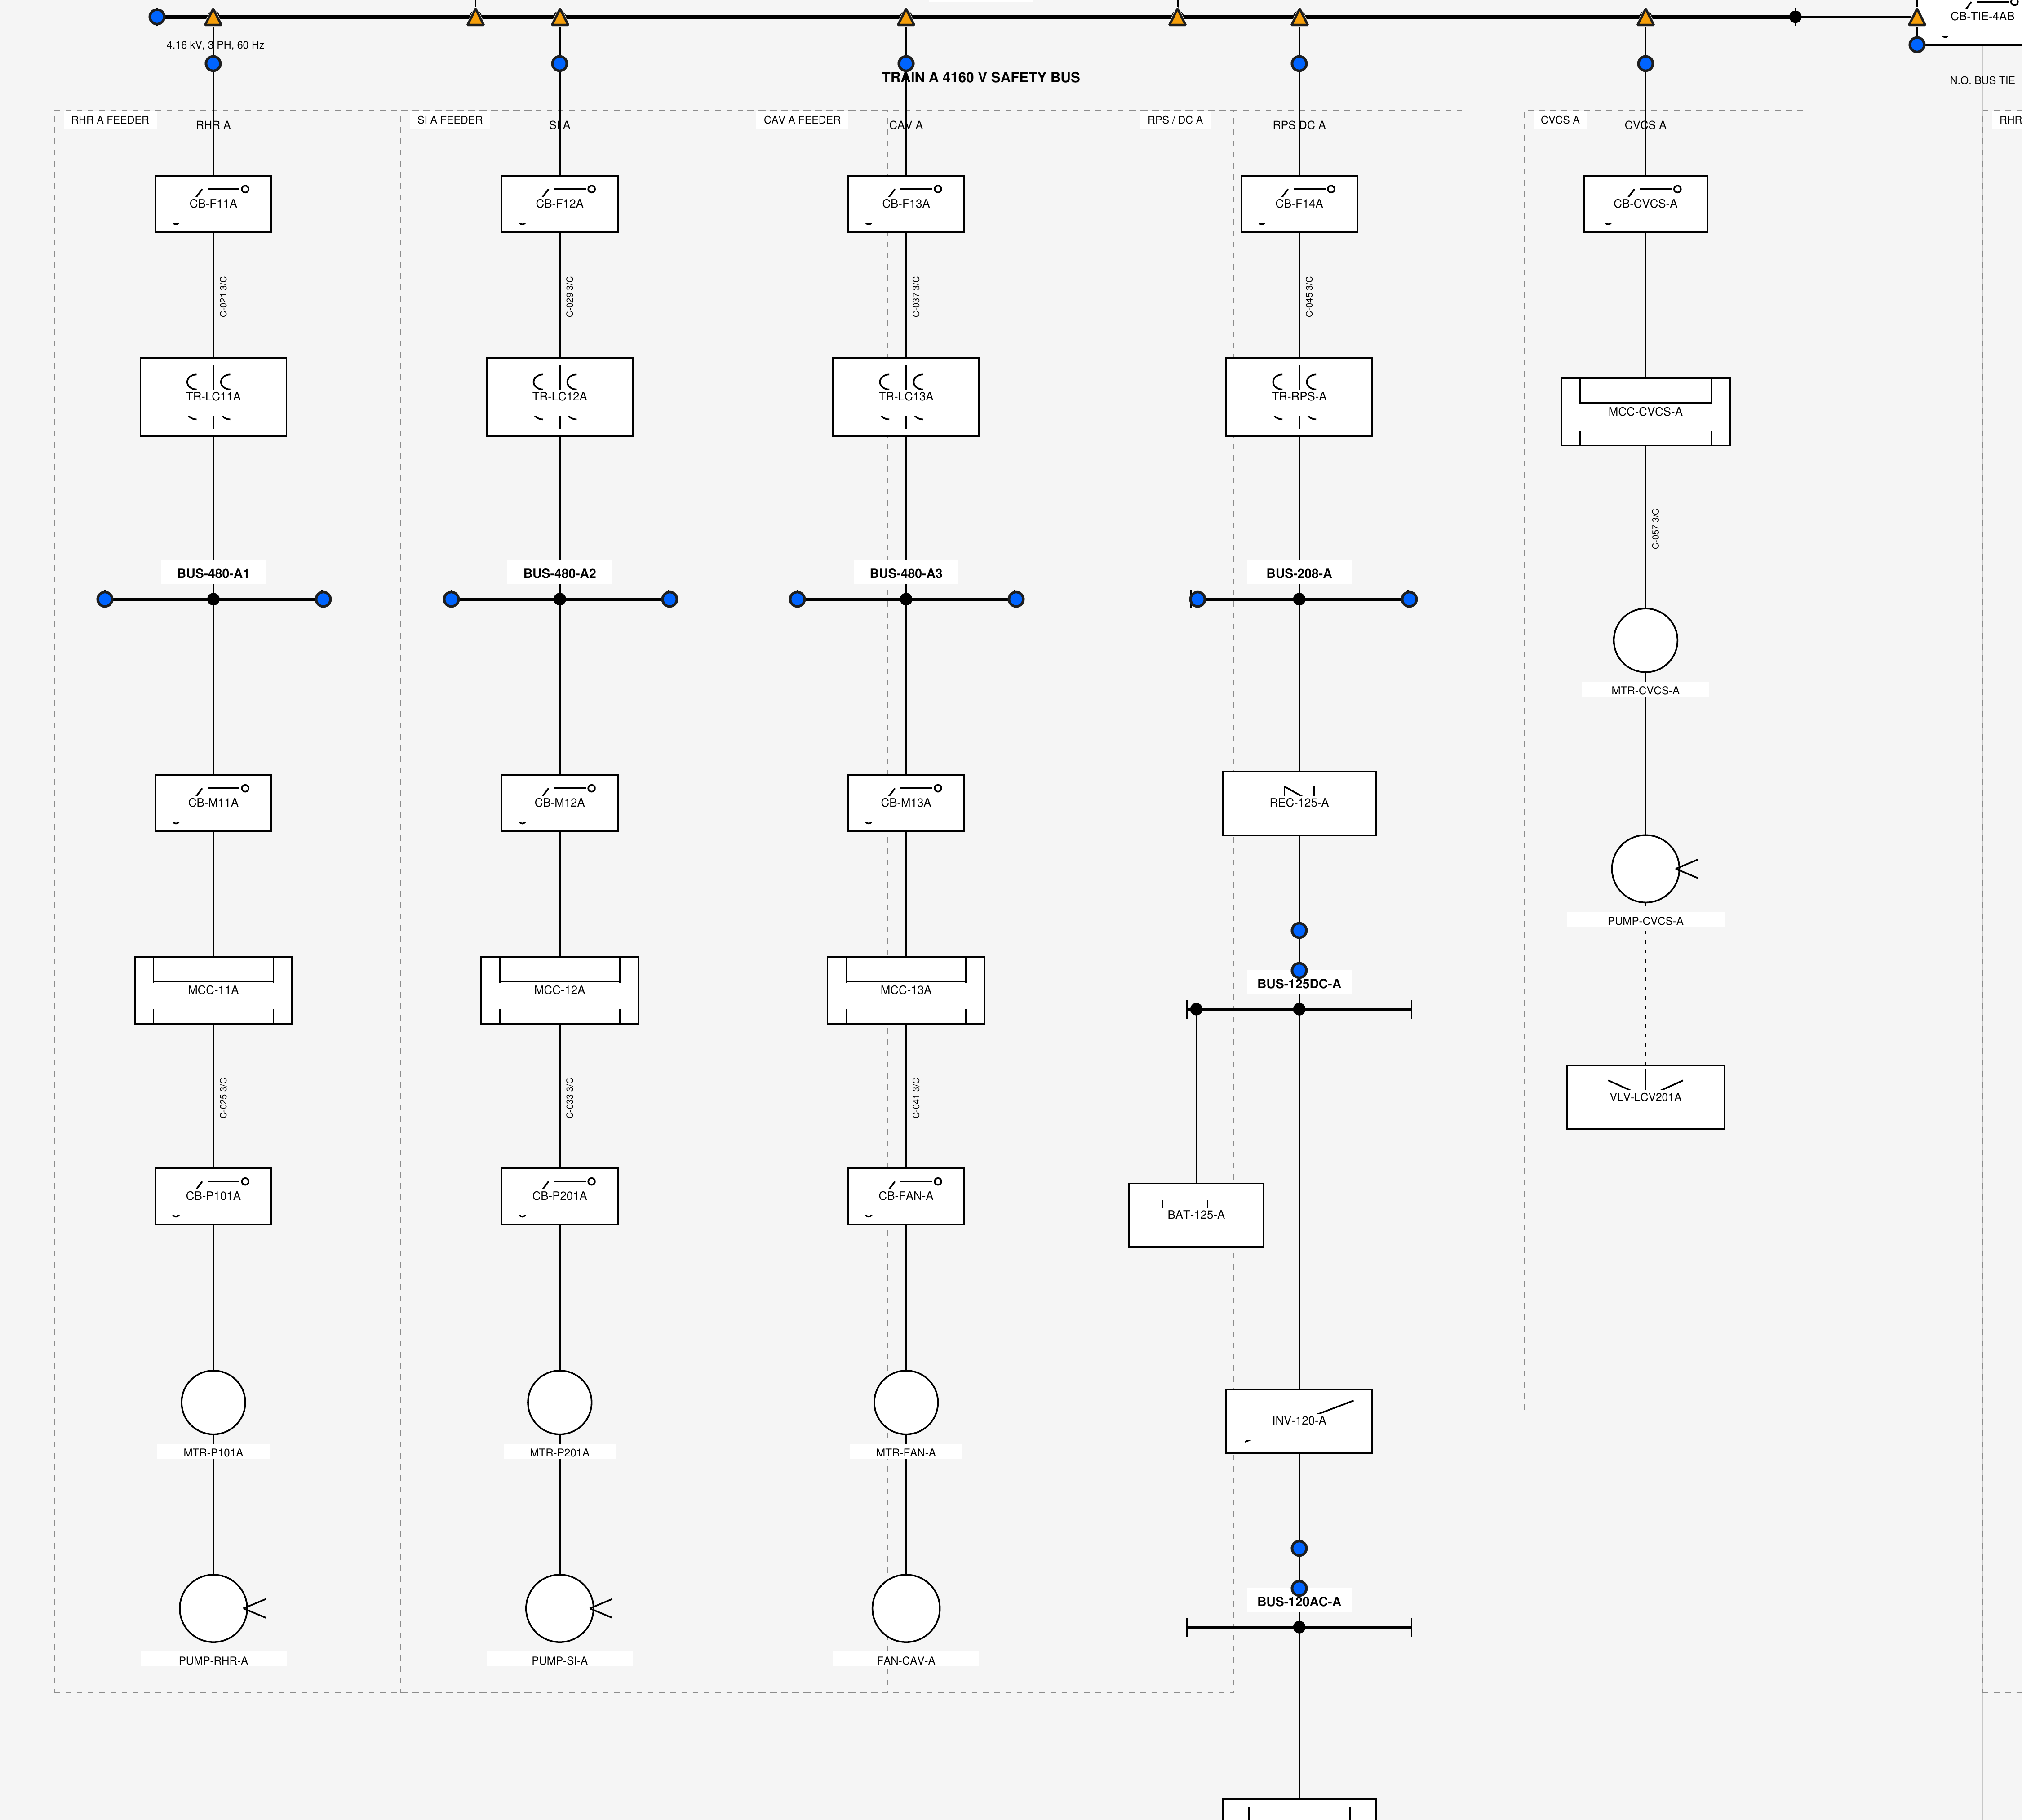 CB-TIE-4AB
4.16 kV, 3 PH, 60 Hz
TRAIN A 4160 V SAFETY BUS
N.O. BUS TIE
RHR A FEEDER
SI A FEEDER
CAV A FEEDER
RPS / DC A
CVCS A
RHR
RHR A
SI A
CAV A
RPS DC A
CVCS A
CB-F11A
CB-F12A
CB-F13A
CB-F14A
CB-CVCS-A
C-021 3/C
C-029 3/C
C-037 3/C
C-045 3/C
TR-LC11A
TR-LC12A
TR-LC13A
TR-RPS-A
MCC-CVCS-A
C-057 3/C
BUS-480-A1
BUS-480-A2
BUS-480-A3
BUS-208-A
MTR-CVCS-A
CB-M11A
CB-M12A
CB-M13A
REC-125-A
PUMP-CVCS-A
MCC-11A
MCC-12A
MCC-13A
BUS-125DC-A
C-025 3/C
C-033 3/C
C-041 3/C
VLV-LCV201A
CB-P101A
CB-P201A
CB-FAN-A
BAT-125-A
INV-120-A
MTR-P101A
MTR-P201A
MTR-FAN-A
BUS-120AC-A
PUMP-RHR-A
PUMP-SI-A
FAN-CAV-A